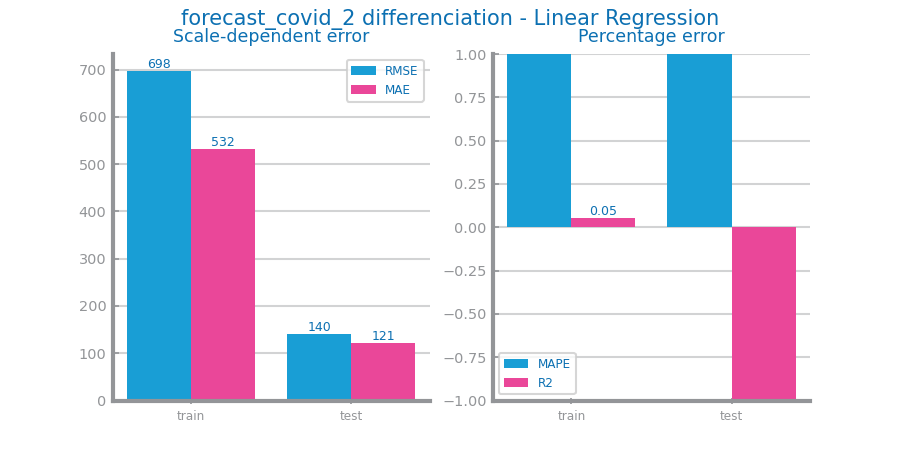 forecast_covid_2 differenciation - Linear Regression
Scale-dependent error
700
600
500
400
300
200
100
0
698
532
140
121
RMSE
MAE
train
test
Percentage error
1.00
0.75
0.50
0.25
0.00
−0.25
−0.50
−0.75
−1.00
0.05
MAPE
R2
train
test